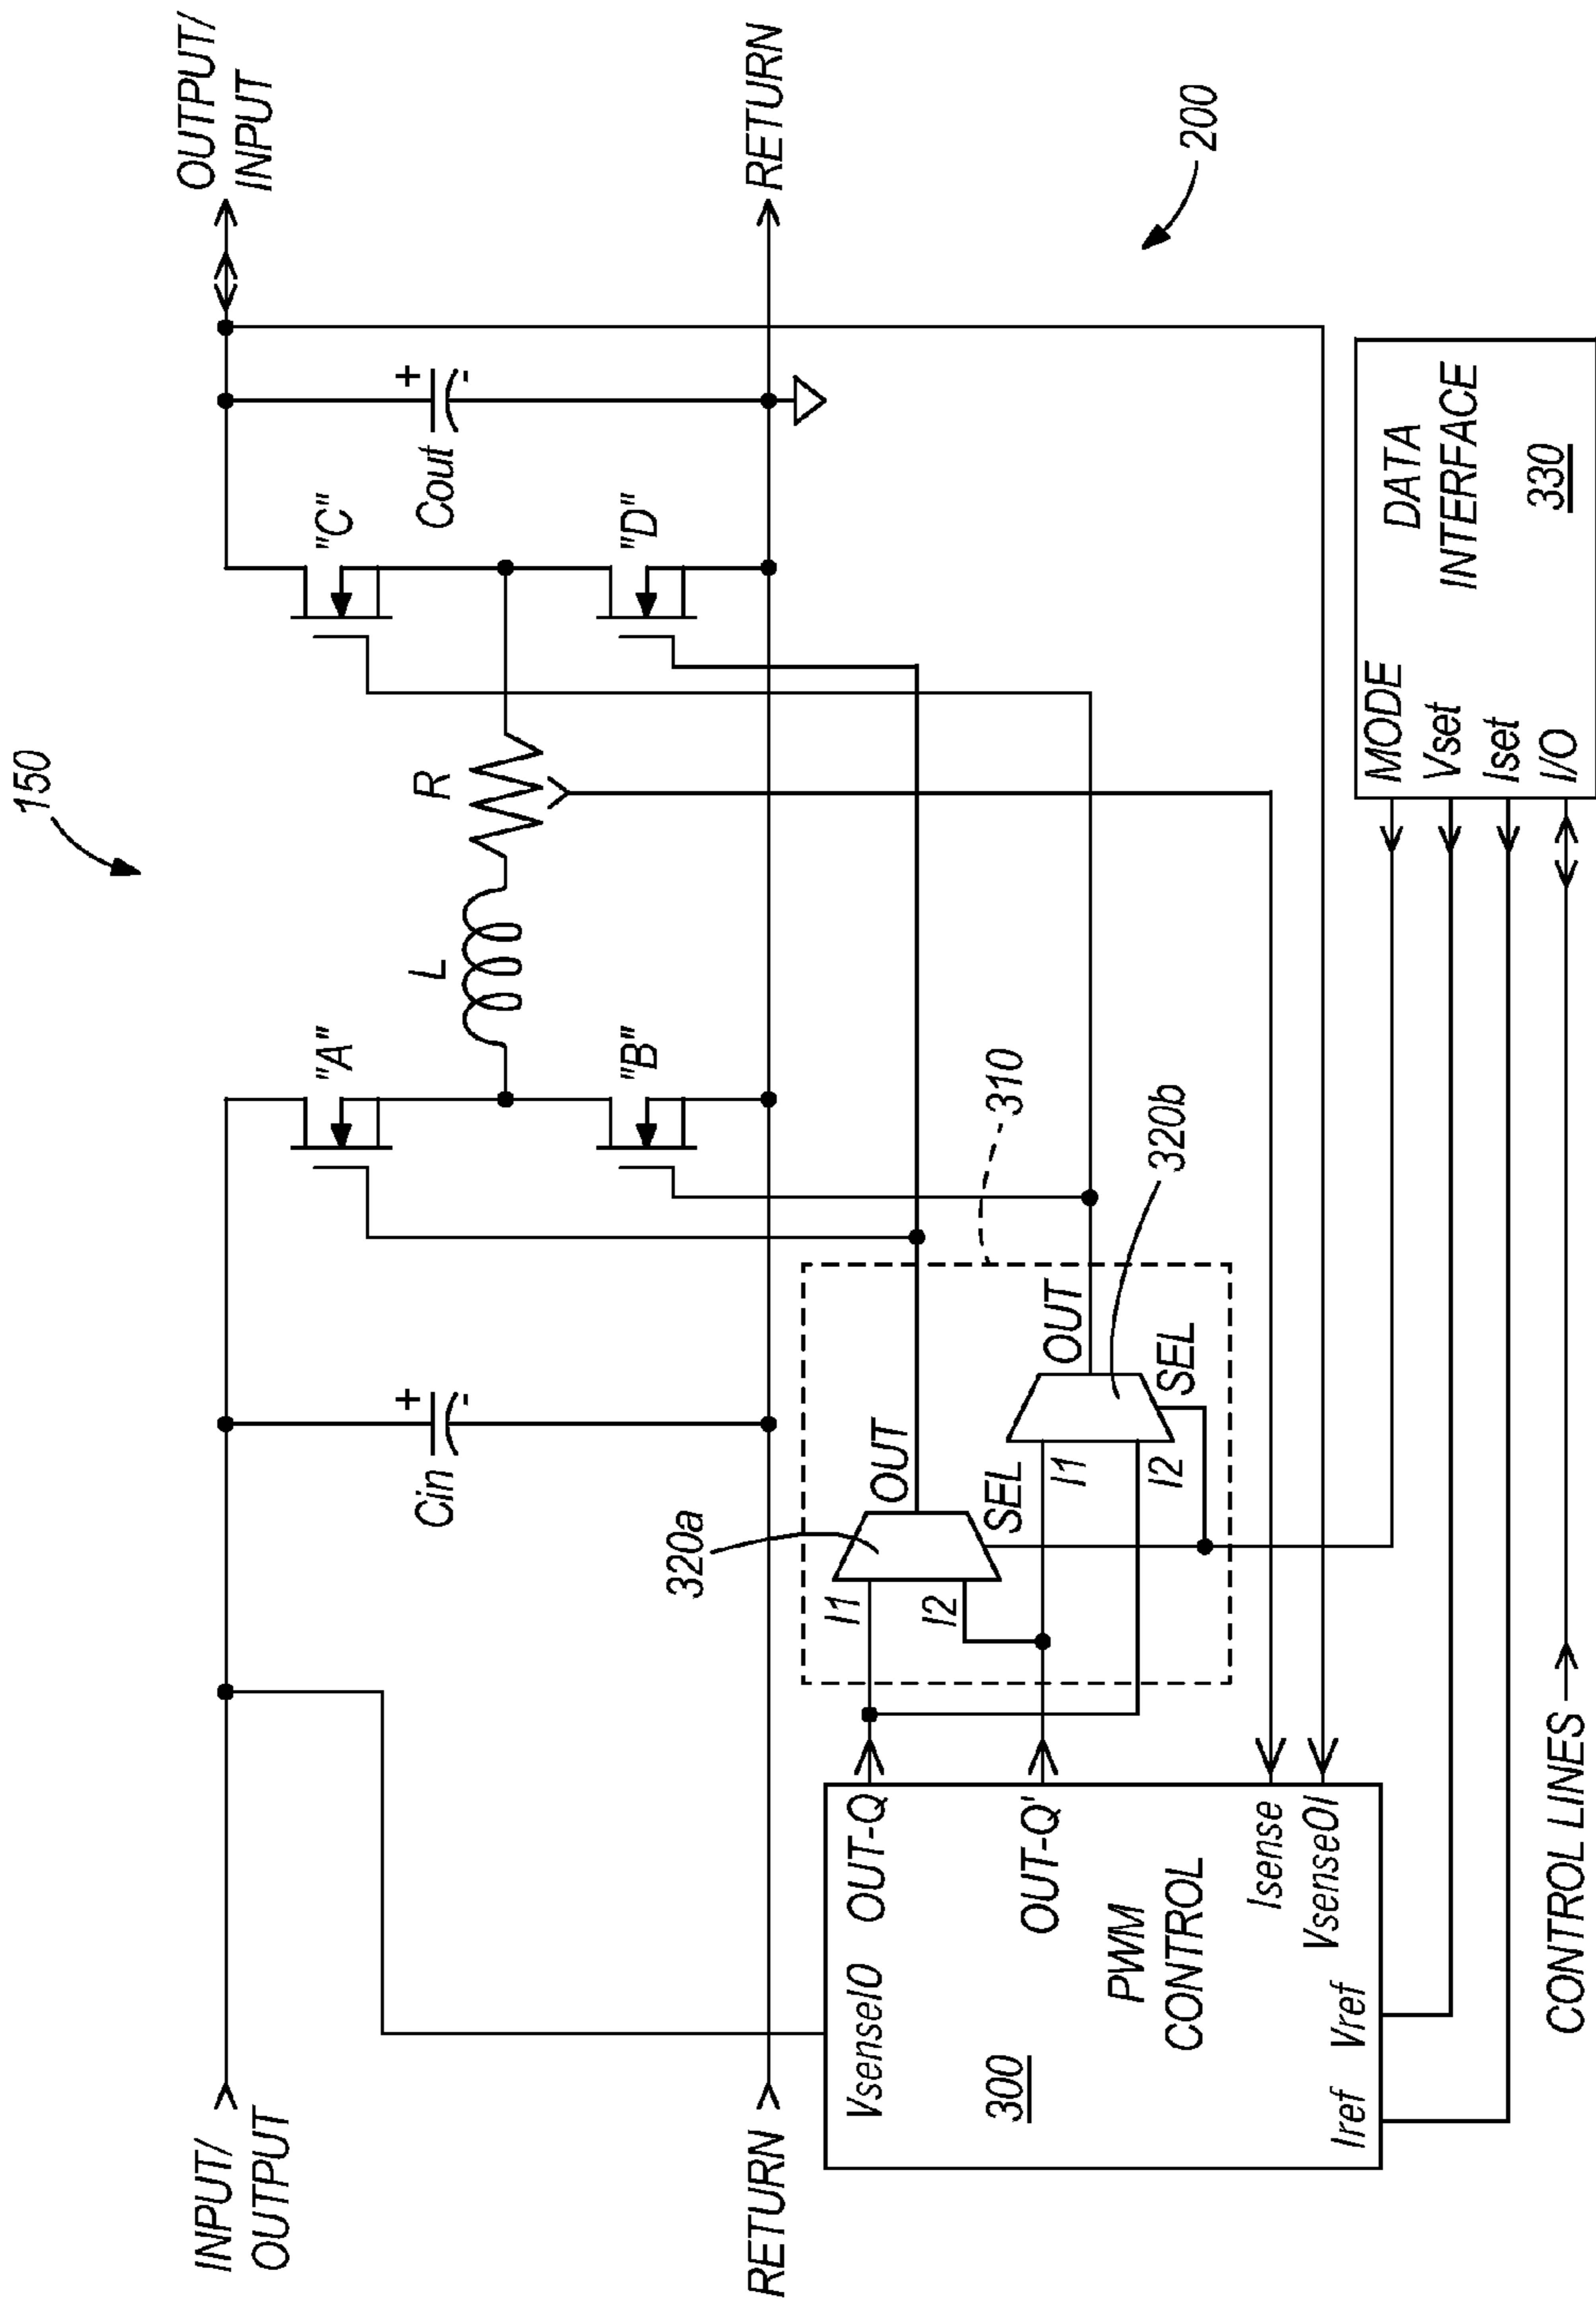 150
INPUT/
OUTPUT
OUTPUT/
INPUT
"A"
"C"
Cin
+
-
L
R
Cout
+
-
"B"
"D"
RETURN
RETURN
320a
310
VsenseIO
OUT-Q
I1
OUT
I2
SEL
300
OUT-Q'
I1
OUT
I2
SEL
320b
PWM
CONTROL
Isense
VsenseOI
Iref
Vref
200
MODE
Vset
Iset
I/O
DATA
INTERFACE
330
CONTROL LINES